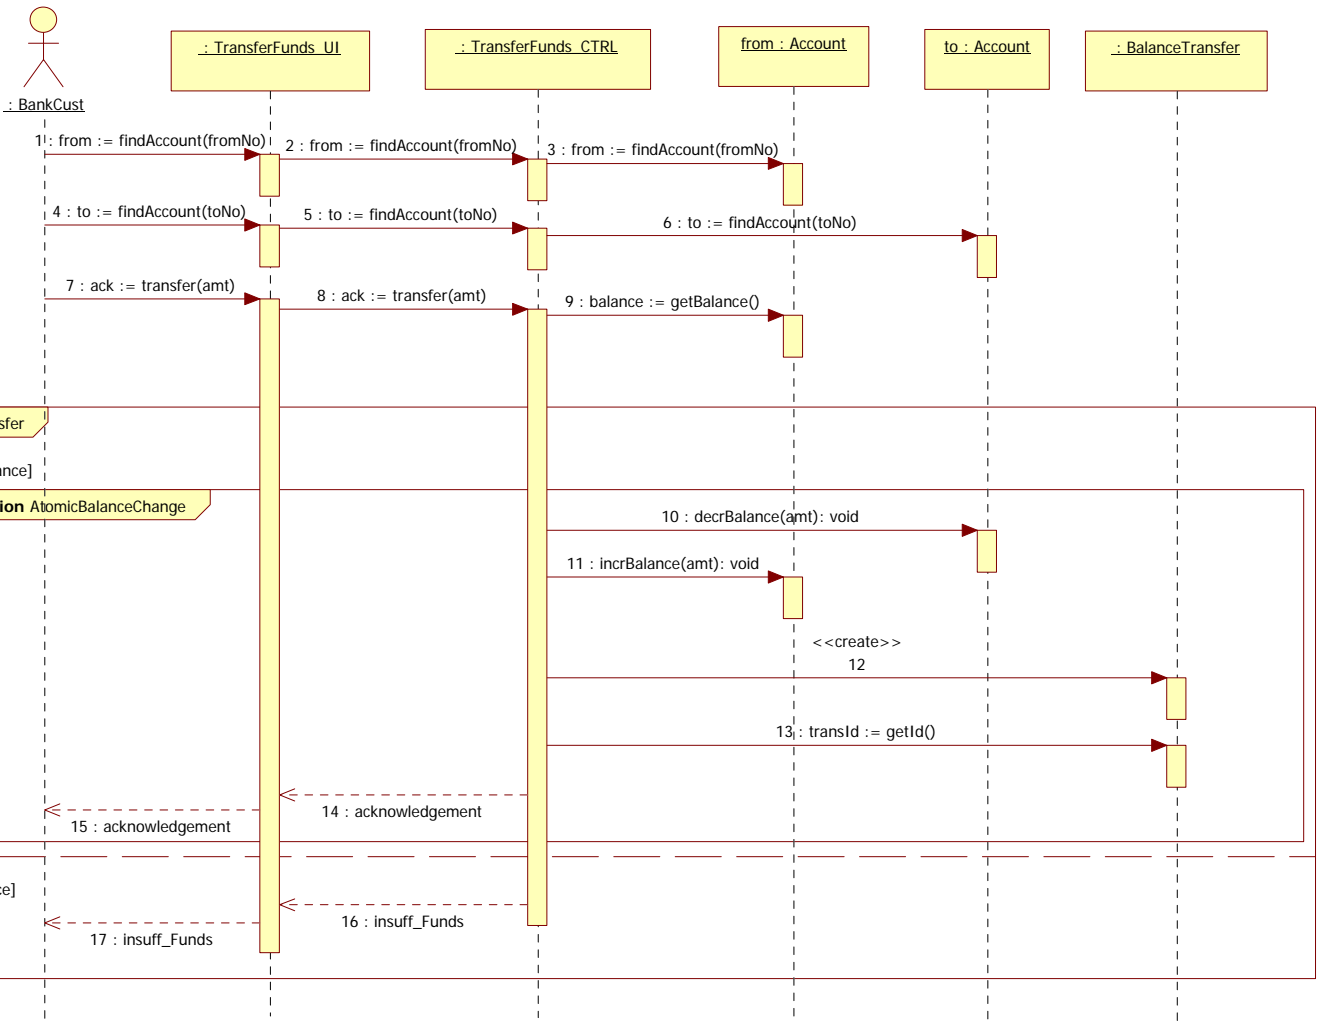 : TransferFunds_UI
: TransferFunds_CTRL
from : Account
to : Account
: BalanceTransfer
: BankCust
1 : from := findAccount(fromNo)
2 : from := findAccount(fromNo)
3 : from := findAccount(fromNo)
4 : to := findAccount(toNo)
5 : to := findAccount(toNo)
6 : to := findAccount(toNo)
7 : ack := transfer(amt)
8 : ack := transfer(amt)
9 : balance := getBalance()
sfer
ance]
ion AtomicBalanceChange
10 : decrBalance(amt): void
11 : incrBalance(amt): void
<<create>>
12
13 : transId := getId()
14 : acknowledgement
15 : acknowledgement
ce]
16 : insuff_Funds
17 : insuff_Funds